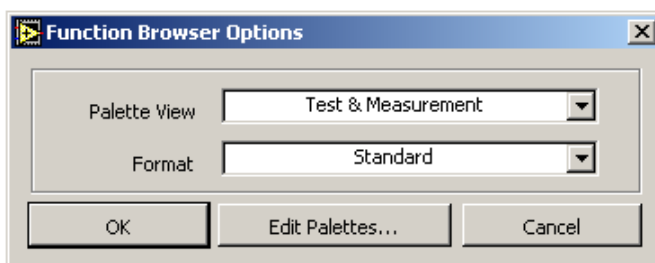 Function Browser Options
Palette View Test & Measurement
Format Standard
OK Edit Palettes... Cancel